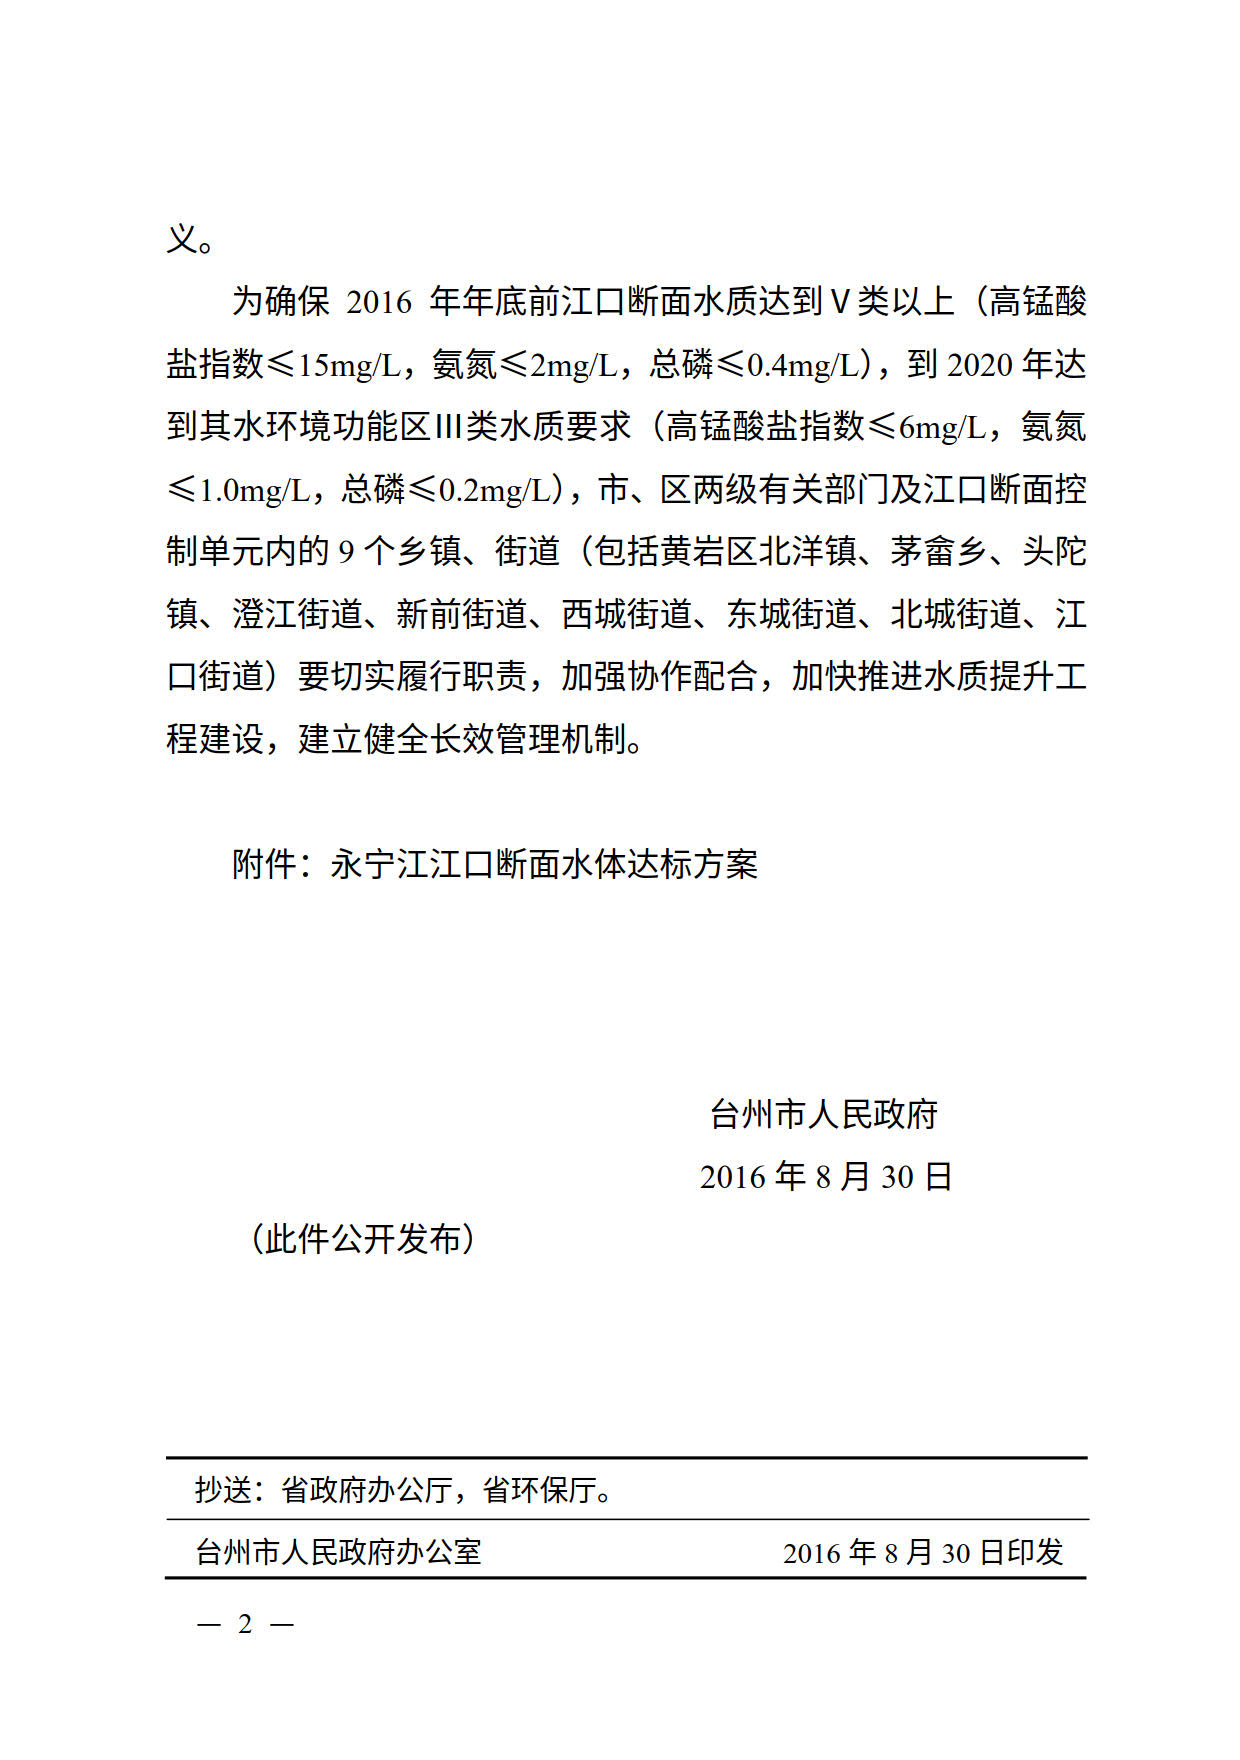 义。
为确保 2016 年年底前江口断面水质达到Ⅴ类以上（高锰酸
盐指数≤15mg/L，氨氮≤2mg/L，总磷≤0.4mg/L），到 2020 年达
到其水环境功能区Ⅲ类水质要求（高锰酸盐指数≤6mg/L，氨氮
≤1.0mg/L，总磷≤0.2mg/L），市、区两级有关部门及江口断面控
制单元内的 9 个乡镇、街道（包括黄岩区北洋镇、茅畲乡、头陀
镇、澄江街道、新前街道、西城街道、东城街道、北城街道、江
口街道）要切实履行职责，加强协作配合，加快推进水质提升工
程建设，建立健全长效管理机制。
附件：永宁江江口断面水体达标方案
台州市人民政府
2016 年 8 月 30 日
（此件公开发布）
抄送：省政府办公厅，省环保厅。
台州市人民政府办公室 2016 年 8 月 30 日印发
— 2 —